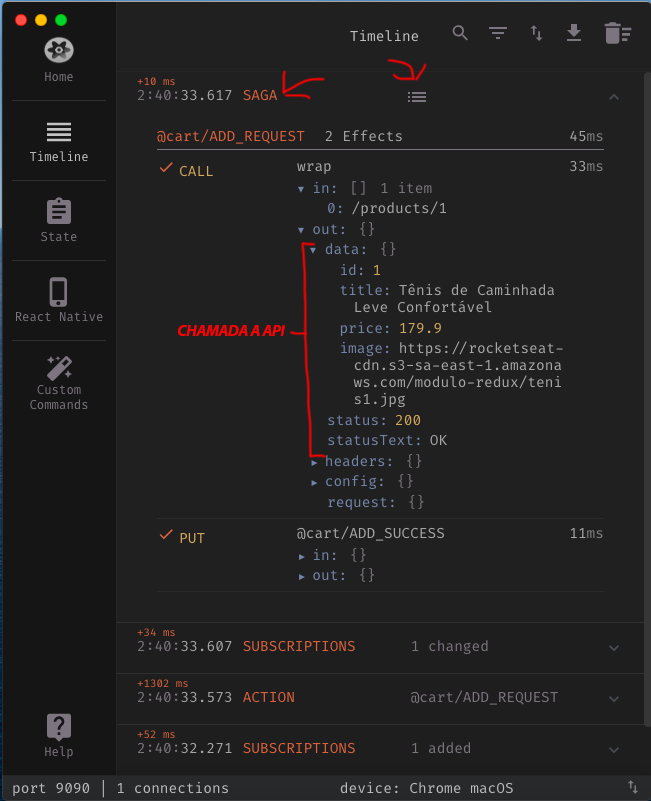 Timeline
Home
Timeline
State
React Native
Custom
Commands
Help
+10 ms
2:40:33.617 SAGA
@cart/ADD_REQUEST 2 Effects 45ms
CALL wrap 33ms
in: [] 1 item
0: /products/1
out: {}
data: {}
id: 1
title: Tênis de Caminhada
Leve Confortável
CHAMADA A API
price: 179.9
image: https://rocketseat-
cdn.s3-sa-east-1.amazona
ws.com/modulo-redux/teni
s1.jpg
status: 200
statusText: OK
headers: {}
config: {}
request: {}
PUT @cart/ADD_SUCCESS 11ms
in: {}
out: {}
+34 ms
2:40:33.607 SUBSCRIPTIONS 1 changed
+1302 ms
2:40:33.573 ACTION @cart/ADD_REQUEST
+52 ms
2:40:32.271 SUBSCRIPTIONS 1 added
port 9090 | 1 connections device: Chrome macOS